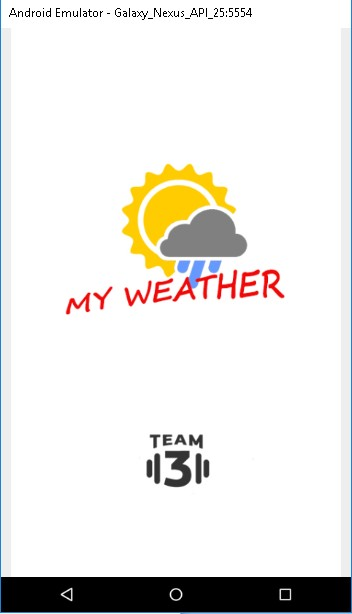 Android Emulator - Galaxy_Nexus_API_25:5554
MY WEATHER
TEAM
3